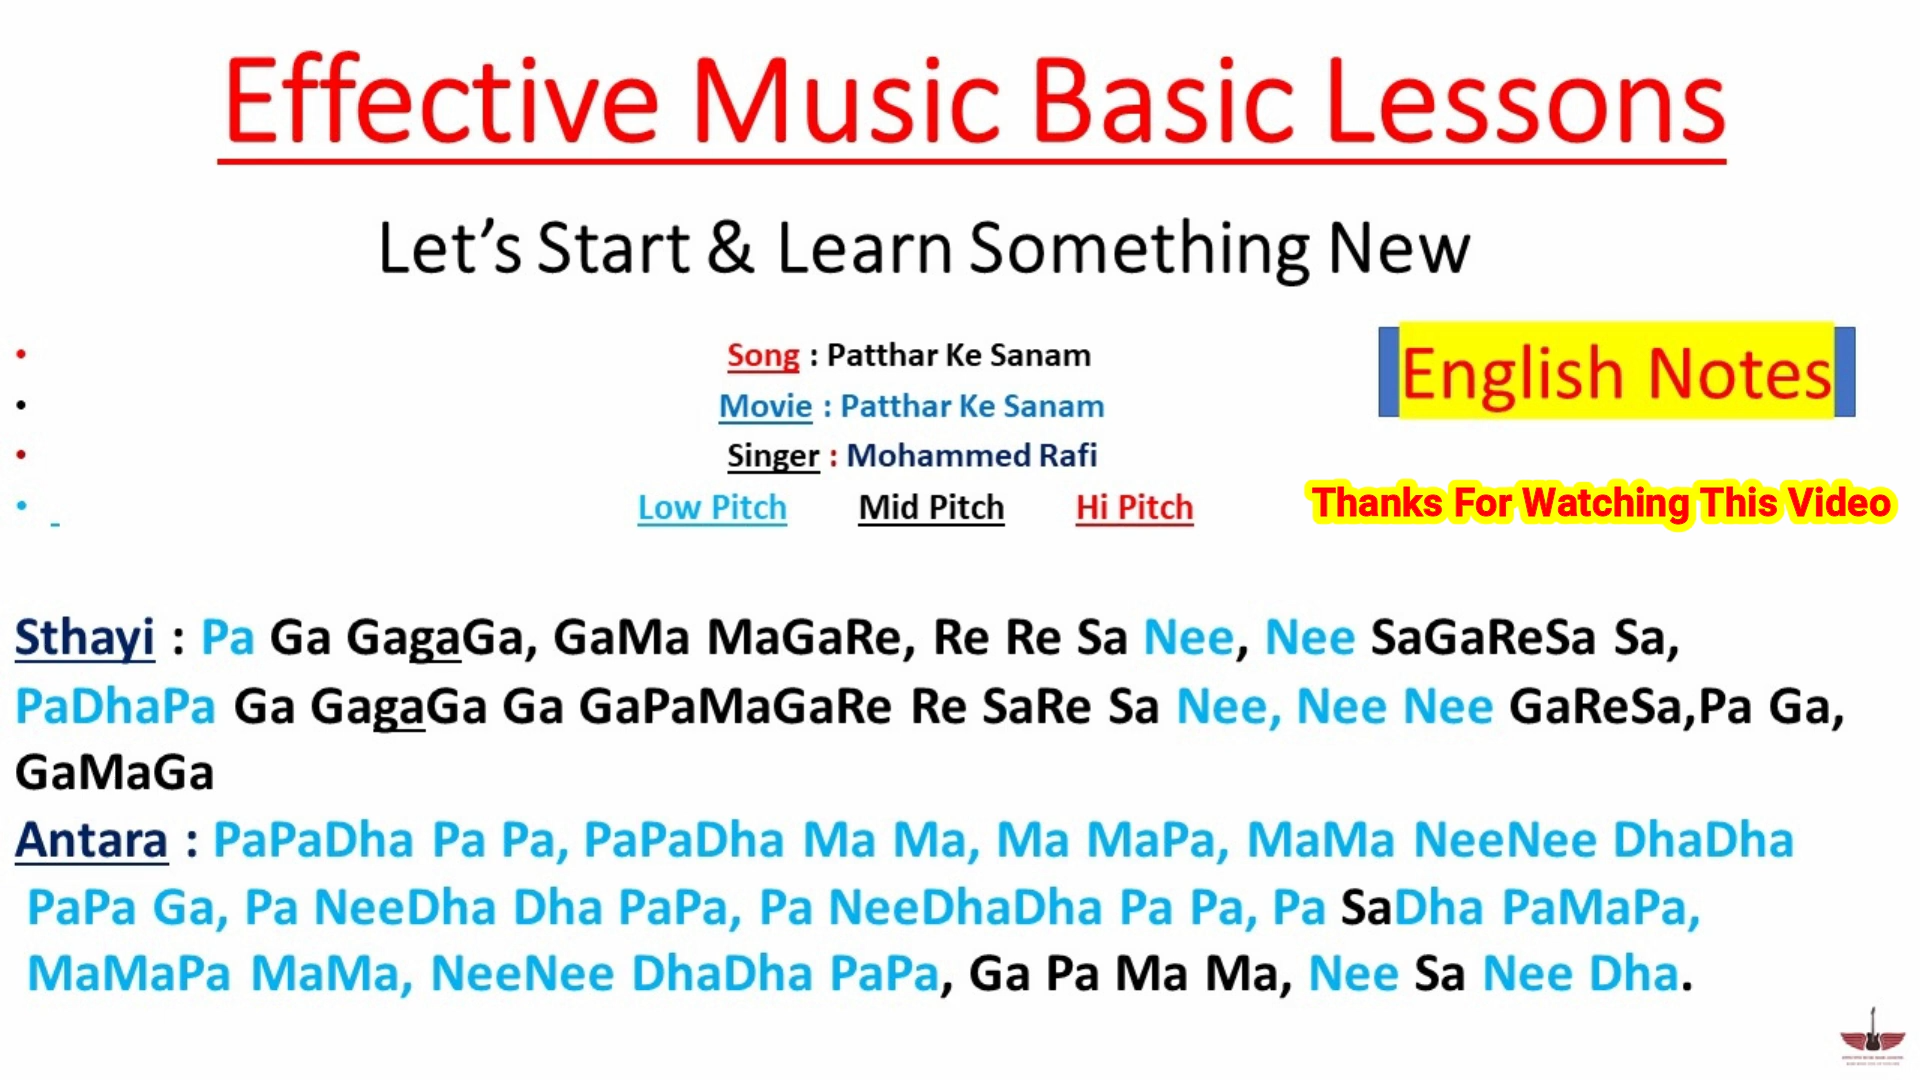 Effective Music Basic Lessons
Let’s Start & Learn Something New
• Song : Patthar Ke Sanam
English Notes
• Movie : Patthar Ke Sanam
• Singer : Mohammed Rafi
• Low Pitch Mid Pitch Hi Pitch
Thanks For Watching This Video
Sthayi : Pa Ga GagaGa, GaMa MaGaRe, Re Re Sa Nee, Nee SaGaReSa Sa,
PaDhaPa Ga GagaGa Ga GaPaMaGaRe Re SaRe Sa Nee, Nee Nee GaReSa,Pa Ga,
GaMaGa
Antara : PaPaDha Pa Pa, PaPaDha Ma Ma, Ma MaPa, MaMa NeeNee DhaDha
PaPa Ga, Pa NeeDha Dha PaPa, Pa NeeDhaDha Pa Pa, Pa SaDha PaMaPa,
MaMaPa MaMa, NeeNee DhaDha PaPa, Ga Pa Ma Ma, Nee Sa Nee Dha.